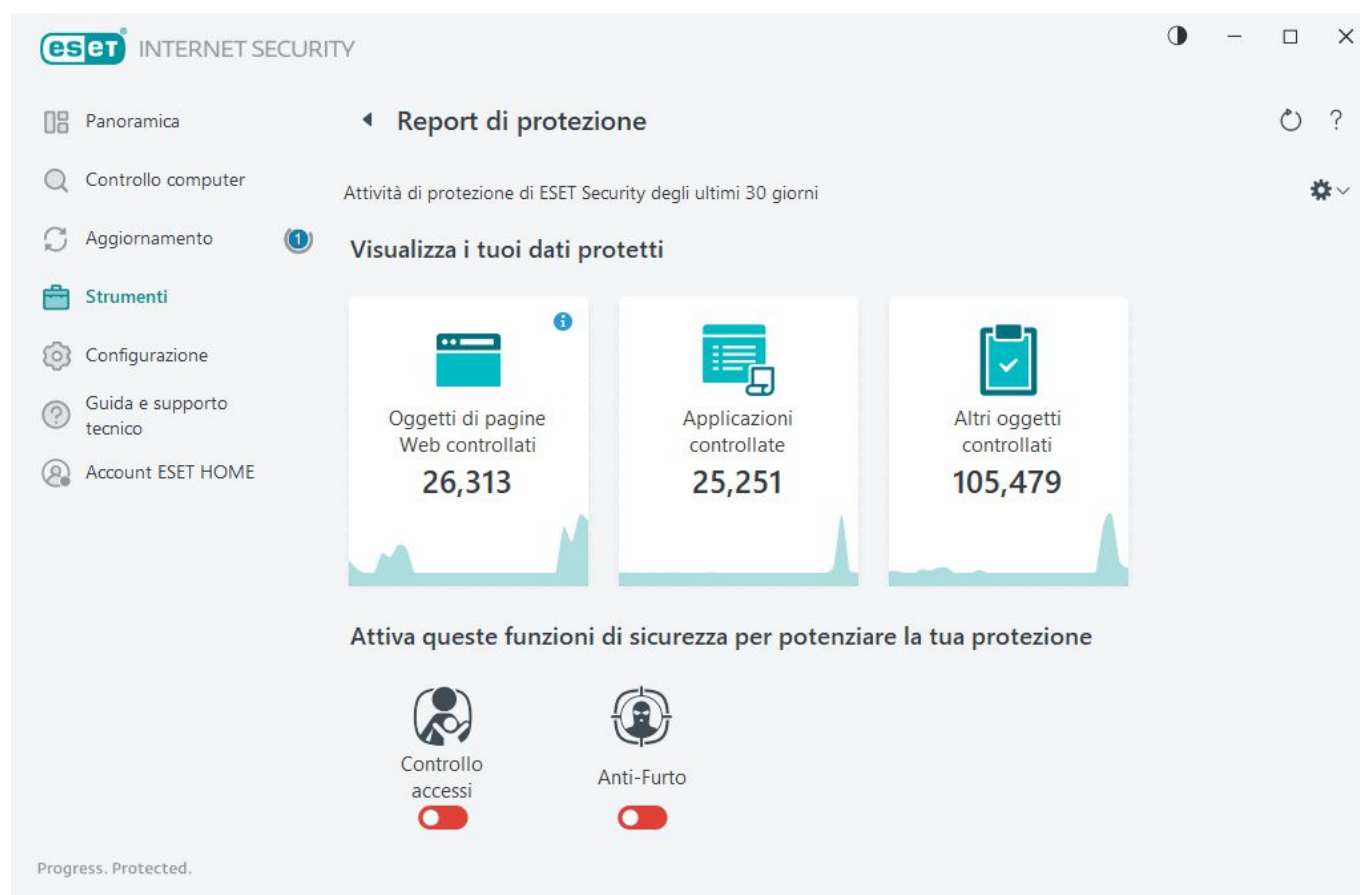 eset® INTERNET SECURITY
Panoramica
Controllo computer
Aggiornamento 1
Strumenti
Configurazione
Guida e supporto
tecnico
Account ESET HOME
Report di protezione
?
Attività di protezione di ESET Security degli ultimi 30 giorni
Visualizza i tuoi dati protetti
Oggetti di pagine
Web controllati
26,313
Applicazioni
controllate
25,251
Altri oggetti
controllati
105,479
Attiva queste funzioni di sicurezza per potenziare la tua protezione
Controllo
accessi
Anti-Furto
Progress. Protected.